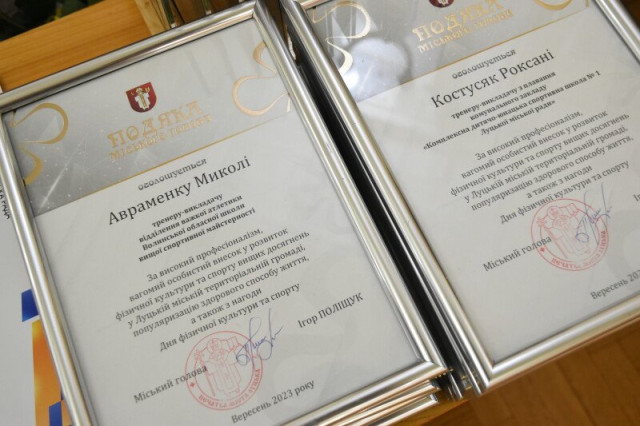 ПОДЯКА
МІСЬКОГО ГОЛОВИ
оголошується
Авраменку Миколі
тренеру-викладачу
відділення важкої атлетики
Волинської обласної школи
вищої спортивної майстерності
За високий професіоналізм,
вагомий особистий внесок у розвиток
фізичної культури та спорту вищих досягнень
у Луцькій міській територіальній громаді,
популяризацію здорового способу життя,
а також з нагоди
Дня фізичної культури та спорту
Міський голова
Ігор ПОЛІЩУК
Вересень 2023 року
ПОДЯКА
МІСЬКОГО ГОЛОВИ
оголошується
Костусяк Роксані
тренеру-викладачу з плавання
комунального закладу
«Комплексна дитячо-юнацька спортивна школа № 1
Луцької міської ради»
За високий професіоналізм,
вагомий особистий внесок у розвиток
фізичної культури та спорту вищих досягнень
у Луцькій міській територіальній громаді,
популяризацію здорового способу життя,
а також з нагоди
Дня фізичної культури та спорту
Міський голова
Вересень 2023